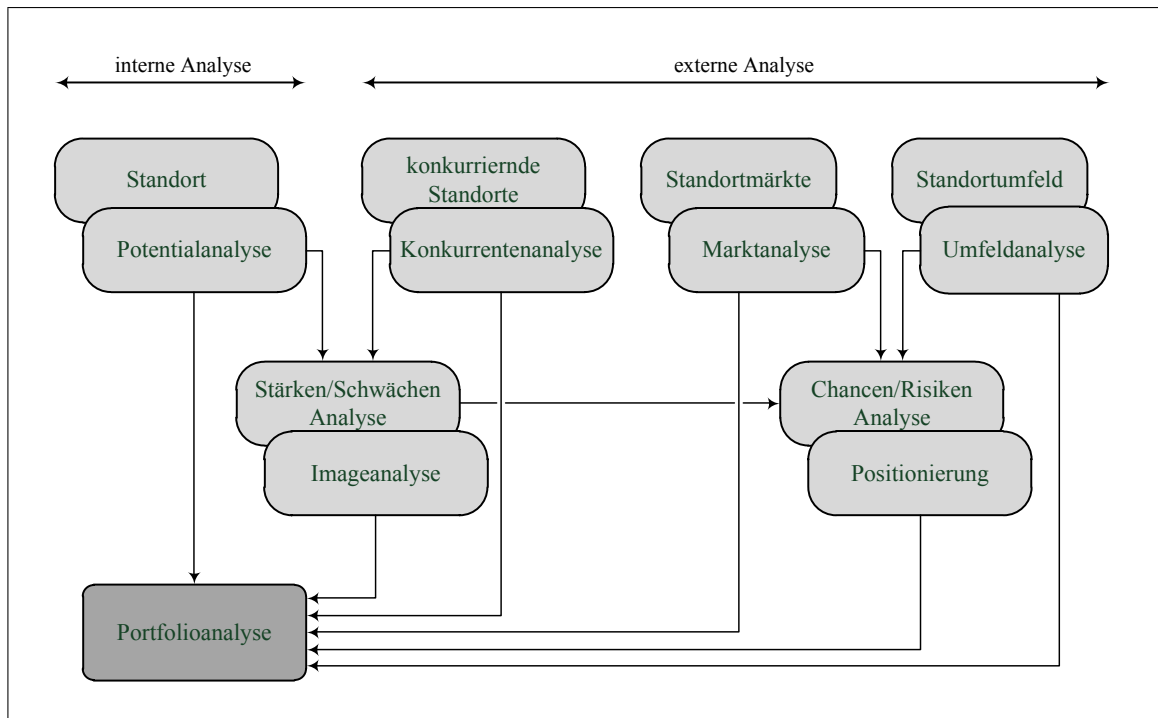 interne Analyse
externe Analyse
Standort
konkurriernde
Standorte
Standortmärkte
Standortumfeld
Potentialanalyse
Konkurrentenanalyse
Marktanalyse
Umfeldanalyse
Stärken/Schwächen
Analyse
Chancen/Risiken
Analyse
Imageanalyse
Positionierung
Portfolioanalyse